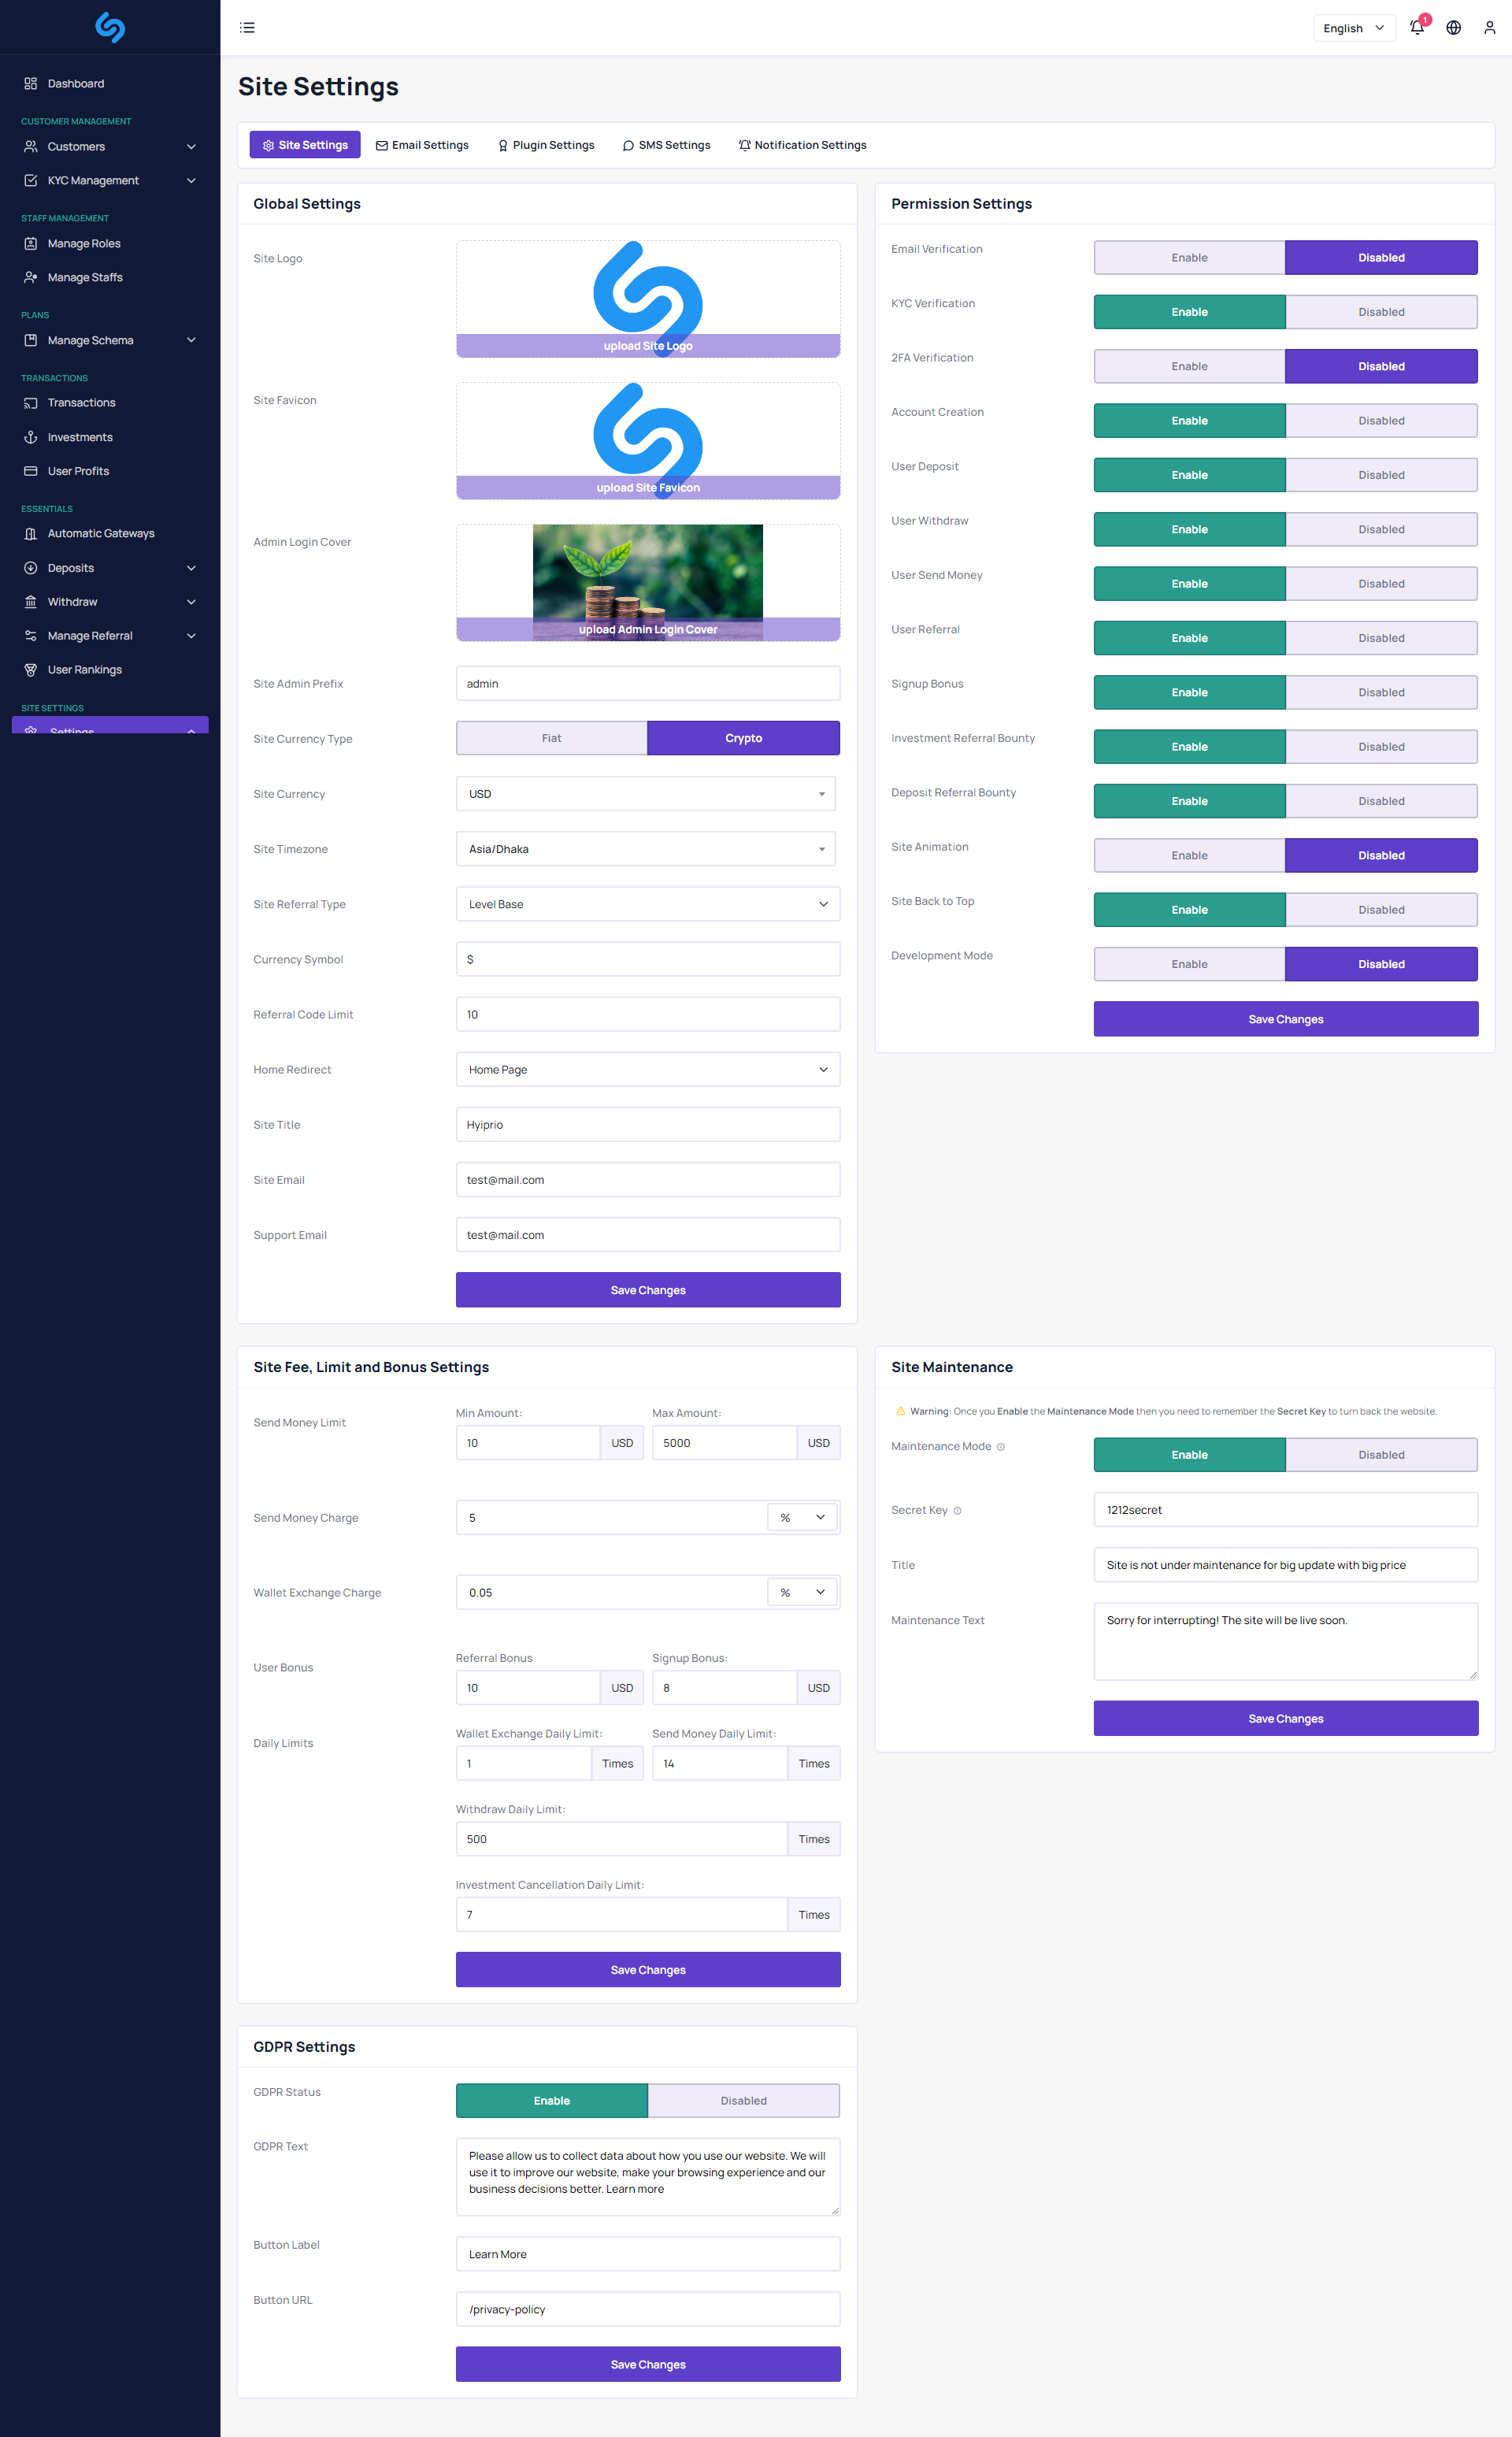 English
1
Dashboard
CUSTOMER MANAGEMENT
Customers
KYC Management
STAFF MANAGEMENT
Manage Roles
Manage Staffs
PLANS
Manage Schema
TRANSACTIONS
Transactions
Investments
User Profits
ESSENTIALS
Automatic Gateways
Deposits
Withdraw
Manage Referral
User Rankings
SITE SETTINGS
Settings
Site Settings
Site Settings
Email Settings
Plugin Settings
SMS Settings
Notification Settings
Global Settings
Site Logo
upload Site Logo
Site Favicon
upload Site Favicon
Admin Login Cover
upload Admin Login Cover
Site Admin Prefix
admin
Site Currency Type
Fiat
Crypto
Site Currency
USD
Site Timezone
Asia/Dhaka
Site Referral Type
Level Base
Currency Symbol
$
Referral Code Limit
10
Home Redirect
Home Page
Site Title
Hyiprio
Site Email
test@mail.com
Support Email
test@mail.com
Save Changes
Permission Settings
Email Verification
Enable
Disabled
KYC Verification
Enable
Disabled
2FA Verification
Enable
Disabled
Account Creation
Enable
Disabled
User Deposit
Enable
Disabled
User Withdraw
Enable
Disabled
User Send Money
Enable
Disabled
User Referral
Enable
Disabled
Signup Bonus
Enable
Disabled
Investment Referral Bounty
Enable
Disabled
Deposit Referral Bounty
Enable
Disabled
Site Animation
Enable
Disabled
Site Back to Top
Enable
Disabled
Development Mode
Enable
Disabled
Save Changes
Site Fee, Limit and Bonus Settings
Send Money Limit
Min Amount:
10
USD
Max Amount:
5000
USD
Send Money Charge
5
%
Wallet Exchange Charge
0.05
%
User Bonus
Referral Bonus
10
USD
Signup Bonus:
8
USD
Daily Limits
Wallet Exchange Daily Limit:
1
Times
Send Money Daily Limit:
14
Times
Withdraw Daily Limit:
500
Times
Investment Cancellation Daily Limit:
7
Times
Save Changes
Site Maintenance
Warning: Once you Enable the Maintenance Mode then you need to remember the Secret Key to turn back the website.
Maintenance Mode
Enable
Disabled
Secret Key
1212secret
Title
Site is not under maintenance for big update with big price
Maintenance Text
Sorry for interrupting! The site will be live soon.
Save Changes
GDPR Settings
GDPR Status
Enable
Disabled
GDPR Text
Please allow us to collect data about how you use our website. We will
use it to improve our website, make your browsing experience and our
business decisions better. Learn more
Button Label
Learn More
Button URL
/privacy-policy
Save Changes